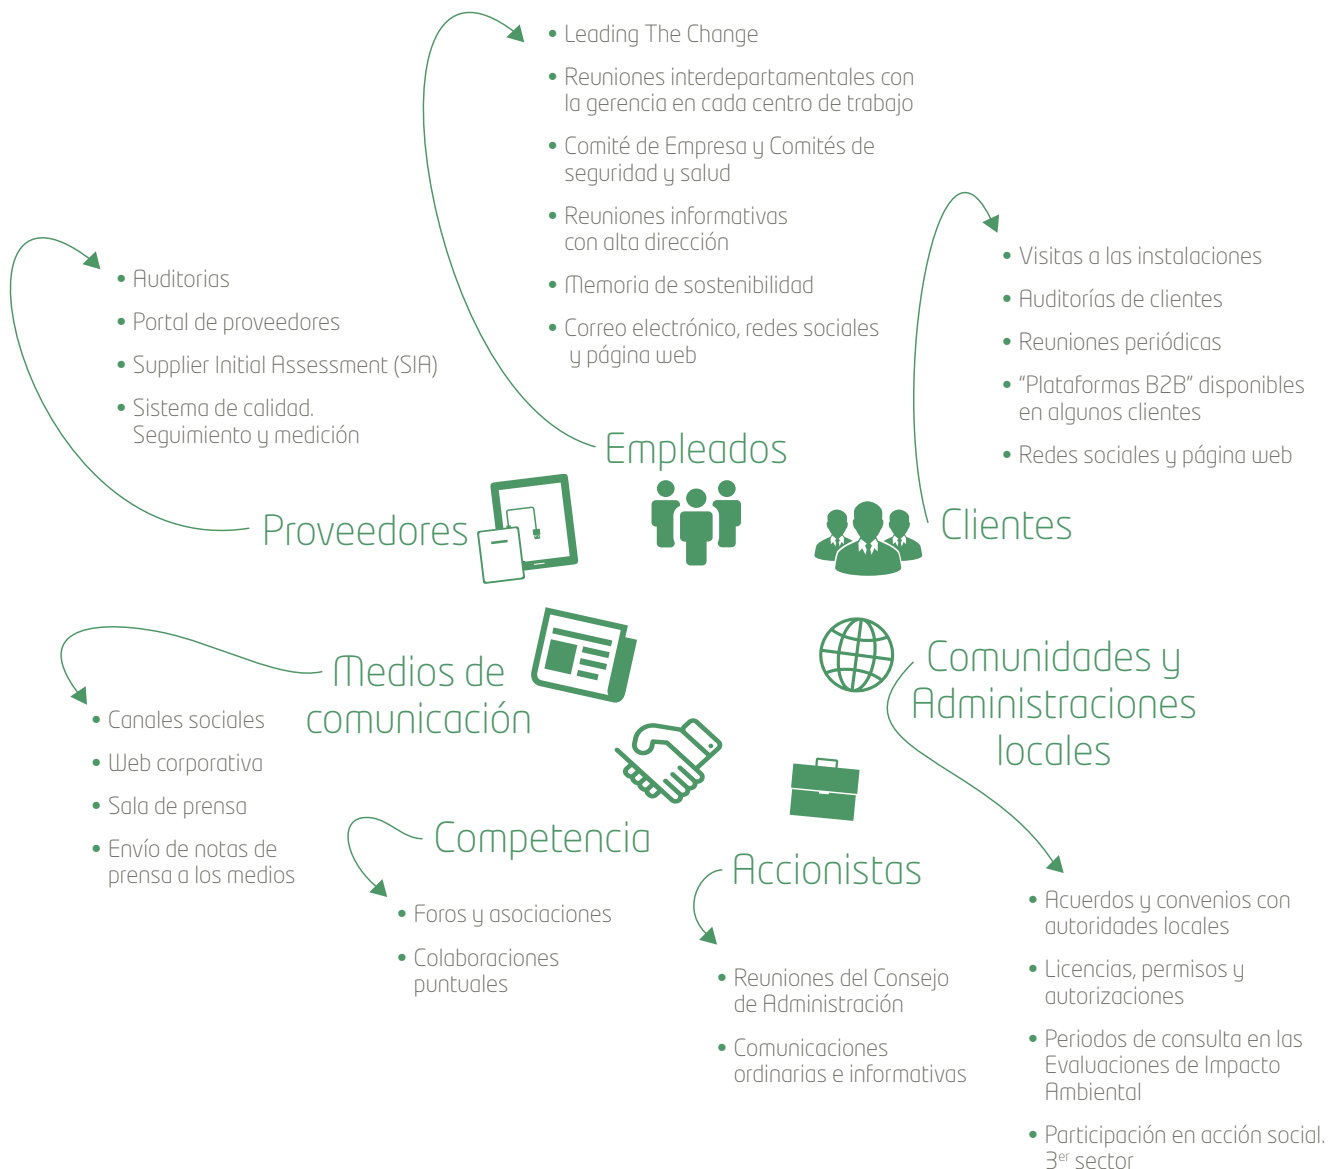 • Leading The Change
• Reuniones interdepartamentales con
la gerencia en cada centro de trabajo
• Comité de Empresa y Comités de
seguridad y salud
• Reuniones informativas
con alta dirección
• Memoria de sostenibilidad
• Correo electrónico, redes sociales
y página web
Empleados
• Auditorias
• Portal de proveedores
• Supplier Initial Assessment (SIA)
• Sistema de calidad.
Seguimiento y medición
Proveedores
• Visitas a las instalaciones
• Auditorías de clientes
• Reuniones periódicas
• “Plataformas B2B” disponibles
en algunos clientes
• Redes sociales y página web
Clientes
Medios de
comunicación
• Canales sociales
• Web corporativa
• Sala de prensa
• Envío de notas de
prensa a los medios
Competencia
• Foros y asociaciones
• Colaboraciones
puntuales
Accionistas
• Reuniones del Consejo
de Administración
• Comunicaciones
ordinarias e informativas
Comunidades y
Administraciones
locales
• Acuerdos y convenios con
autoridades locales
• Licencias, permisos y
autorizaciones
• Periodos de consulta en las
Evaluaciones de Impacto
Ambiental
• Participación en acción social.
3er sector